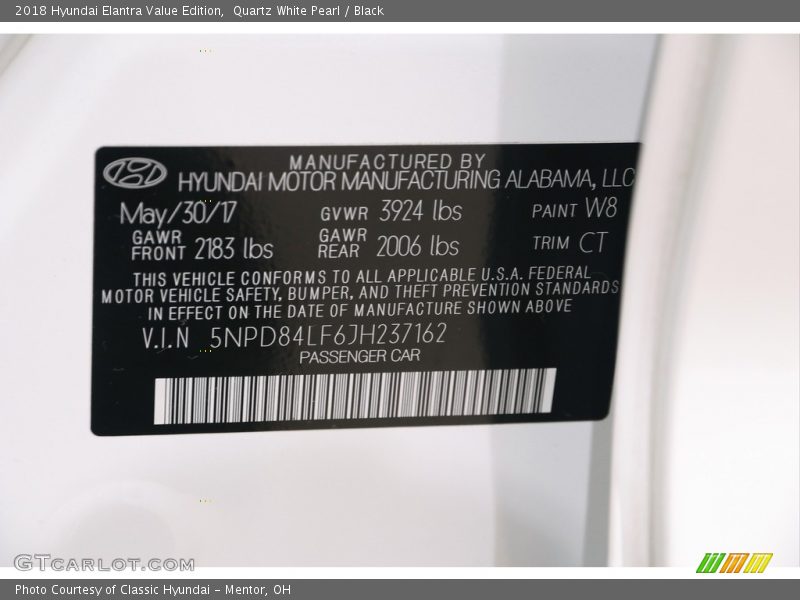 2018 Hyundai Elantra Value Edition,  Quartz White Pearl / Black
MANUFACTURED BY
HYUNDAI MOTOR MANUFACTURING ALABAMA, LLC
May/30/17 GVWR 3924 lbs PAINT W8
GAWR FRONT 2183 lbs GAWR REAR 2006 lbs TRIM CT
THIS VEHICLE CONFORMS TO ALL APPLICABLE U.S.A. FEDERAL
MOTOR VEHICLE SAFETY, BUMPER, AND THEFT PREVENTION STANDARDS
IN EFFECT ON THE DATE OF MANUFACTURE SHOWN ABOVE
V.I.N 5NPD84LF6JH237162
PASSENGER CAR
GTCARLOT.COM
Photo Courtesy of Classic Hyundai - Mentor, OH